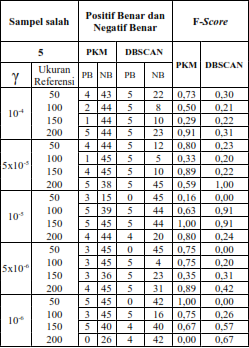 Sampel salah Positif Benar dan Negatif Benar F-Score
5 PKM DBSCAN PKM DBSCAN
γ Ukuran Referensi PB NB PB NB
10-4 50 4 43 5 22 0,73 0,30
100 2 44 5 8 0,50 0,21
150 1 44 5 10 0,29 0,22
200 5 44 5 23 0,91 0,31
5x10-5 50 4 44 5 12 0,80 0,23
100 1 45 5 5 0,33 0,20
150 4 45 5 10 0,89 0,22
200 5 38 5 45 0,59 1,00
10-5 50 3 15 0 45 0,16 0,00
100 5 39 5 44 0,63 0,91
150 5 45 5 44 1,00 0,91
200 4 44 4 20 0,80 0,24
5x10-6 50 3 45 0 45 0,75 0,00
100 3 45 5 4 0,75 0,20
150 3 36 5 23 0,35 0,31
200 4 45 5 31 0,89 0,42
10-6 50 5 45 0 42 1,00 0,00
100 3 45 5 16 0,75 0,26
150 5 40 4 40 0,67 0,57
200 0 26 4 42 0,00 0,67